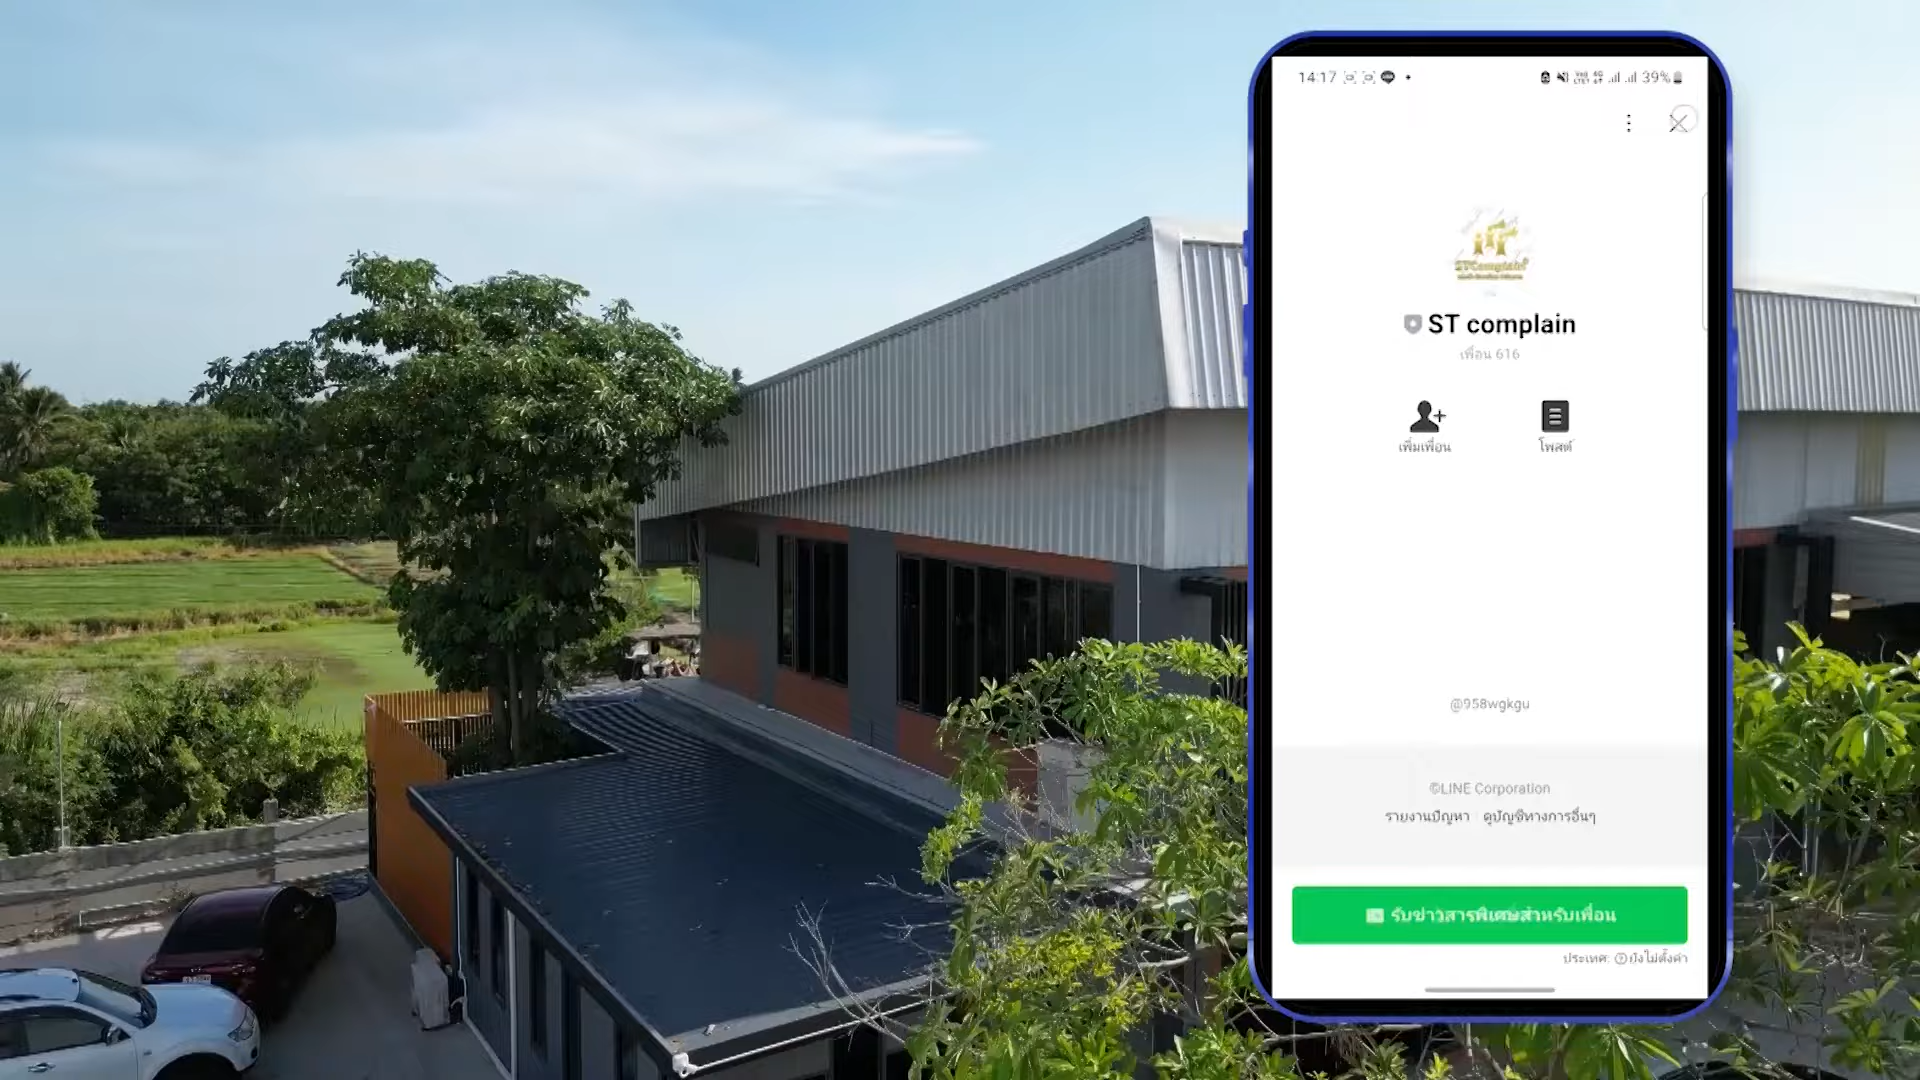 14:17
39%
STComplain
ST complain
เพื่อน 616
เพิ่มเพื่อน
โพสต์
@958wgkgu
©LINE Corporation
รายงานปัญหา ดูบัญชีทางการอื่นๆ
รับข่าวสารพิเศษสำหรับเพื่อน
ประเทศ: ยังไม่ตั้งค่า